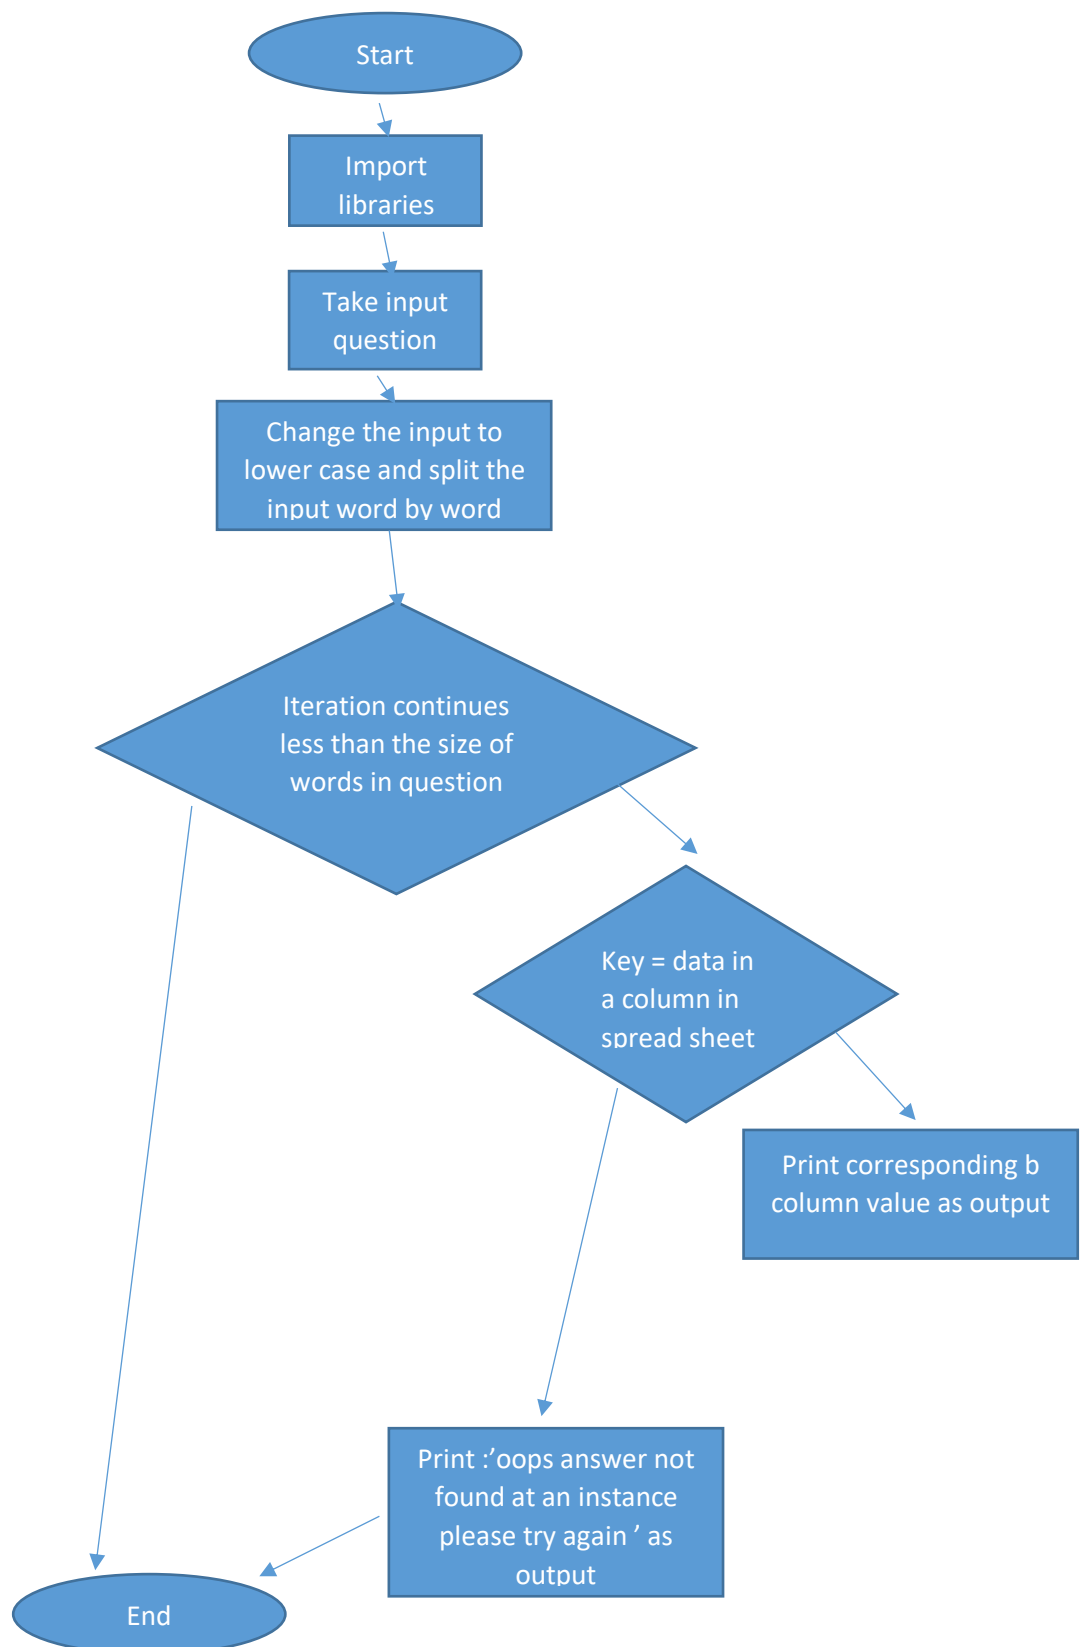 Start
Import
libraries
Take input
question
Change the input to
lower case and split the
input word by word
Iteration continues
less than the size of
words in question
Key = data in
a column in
spread sheet
Print corresponding b
column value as output
Print :’oops answer not
found at an instance
please try again ’ as
output
End